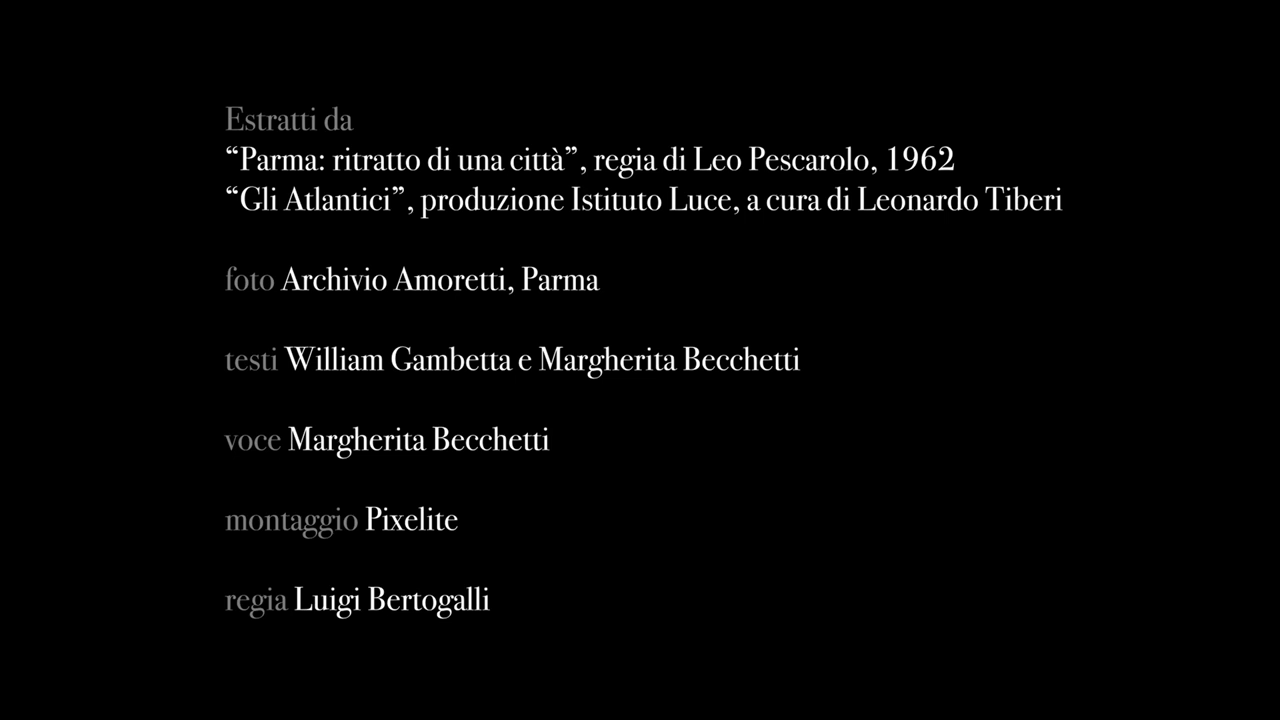 Estratti da
“Parma: ritratto di una città”, regia di Leo Pescarolo, 1962
“Gli Atlantici”, produzione Istituto Luce, a cura di Leonardo Tiberi
foto Archivio Amoretti, Parma
testi William Gambetta e Margherita Becchetti
voce Margherita Becchetti
montaggio Pixelite
regia Luigi Bertogalli